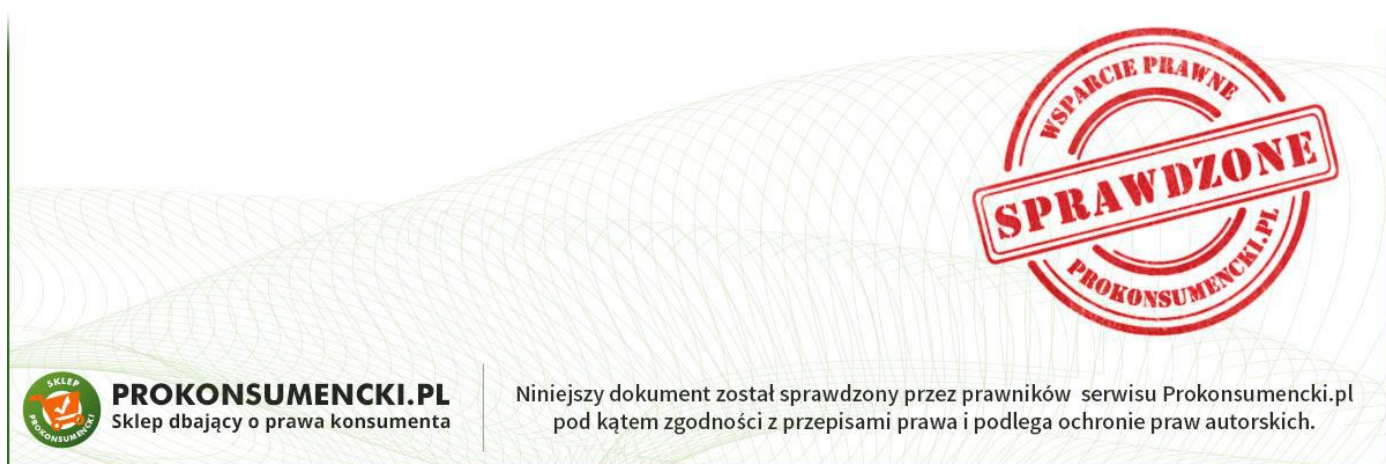 WSPARCIE PRAWNE
SPRAWDZONE
PROKONSUMENCKI.PL
SKLEP
PROKONSUMENCKI
PROKONSUMENCKI.PL
Sklep dbający o prawa konsumenta
Niniejszy dokument został sprawdzony przez prawników serwisu Prokonsumencki.pl
pod kątem zgodności z przepisami prawa i podlega ochronie praw autorskich.